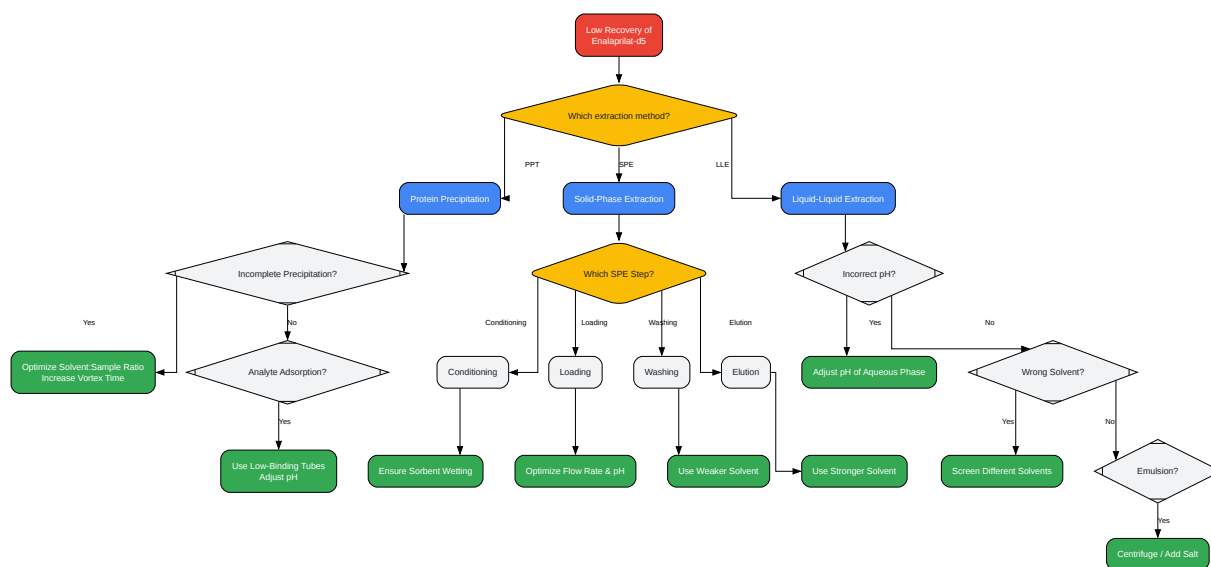 Low Recovery of
Enalaprilat-d5
Which extraction method?
PPT
SPE
LLE
Protein Precipitation
Solid-Phase Extraction
Liquid-Liquid Extraction
Incomplete Precipitation?
Which SPE Step?
Incorrect pH?
Yes
No
Conditioning
Loading
Washing
Elution
Yes
No
Optimize Solvent:Sample Ratio
Increase Vortex Time
Analyte Adsorption?
Conditioning
Loading
Washing
Elution
Adjust pH of Aqueous Phase
Wrong Solvent?
Yes
Yes
No
Use Low-Binding Tubes
Adjust pH
Ensure Sorbent Wetting
Optimize Flow Rate & pH
Use Weaker Solvent
Use Stronger Solvent
Screen Different Solvents
Emulsion?
Yes
Centrifuge / Add Salt